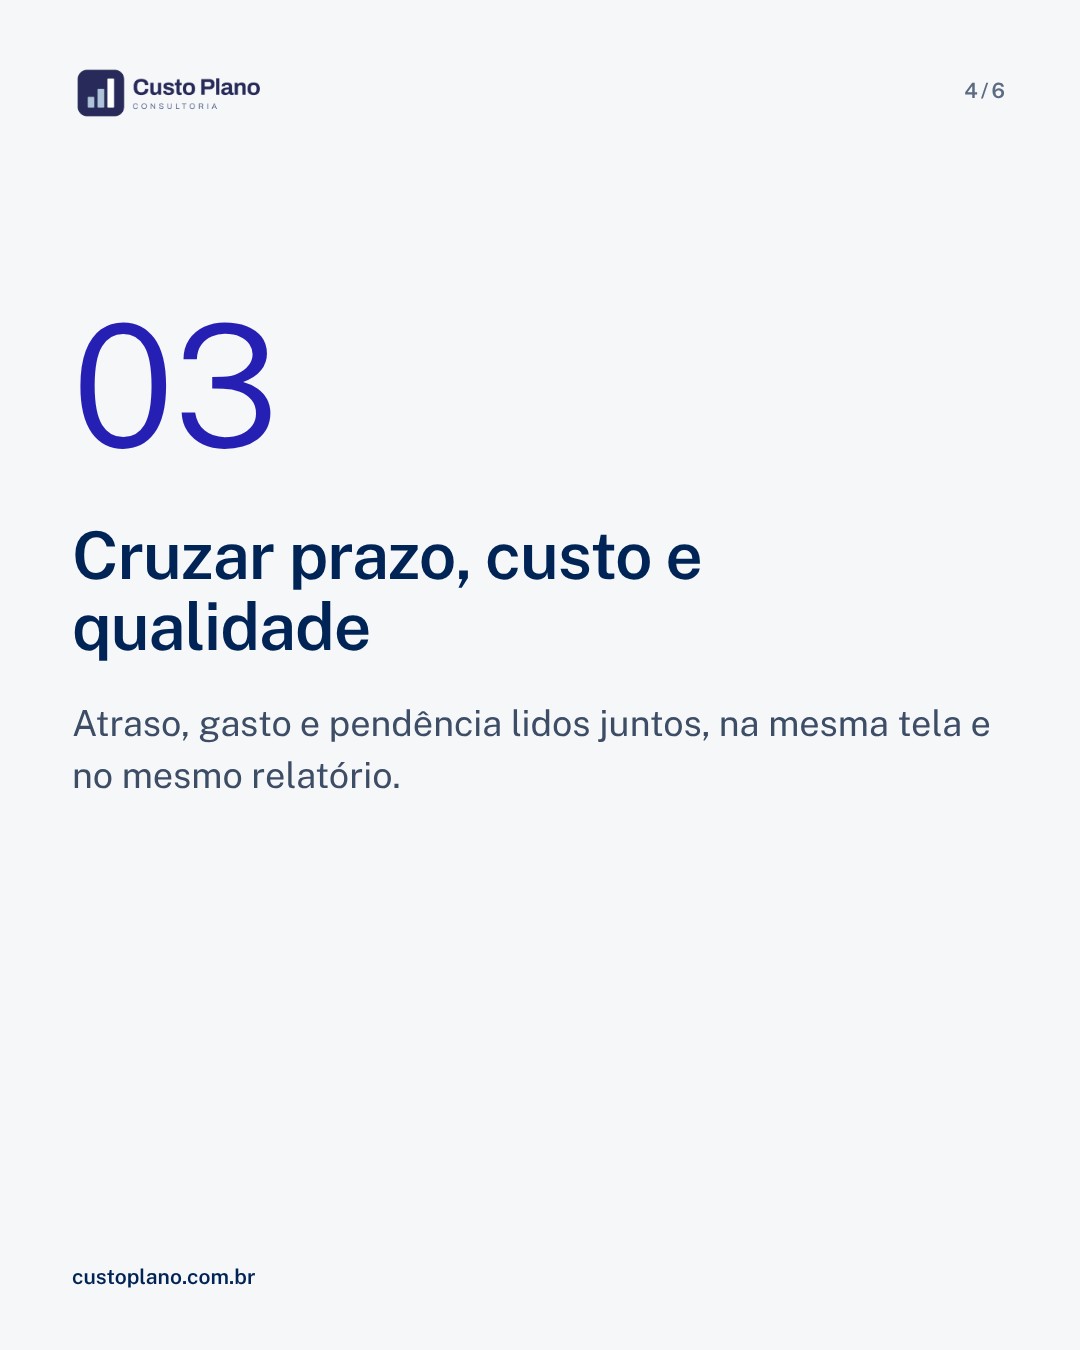 Custo Plano
CONSULTORIA
4/6
03
Cruzar prazo, custo e
qualidade
Atraso, gasto e pendência lidos juntos, na mesma tela e
no mesmo relatório.
custoplano.com.br